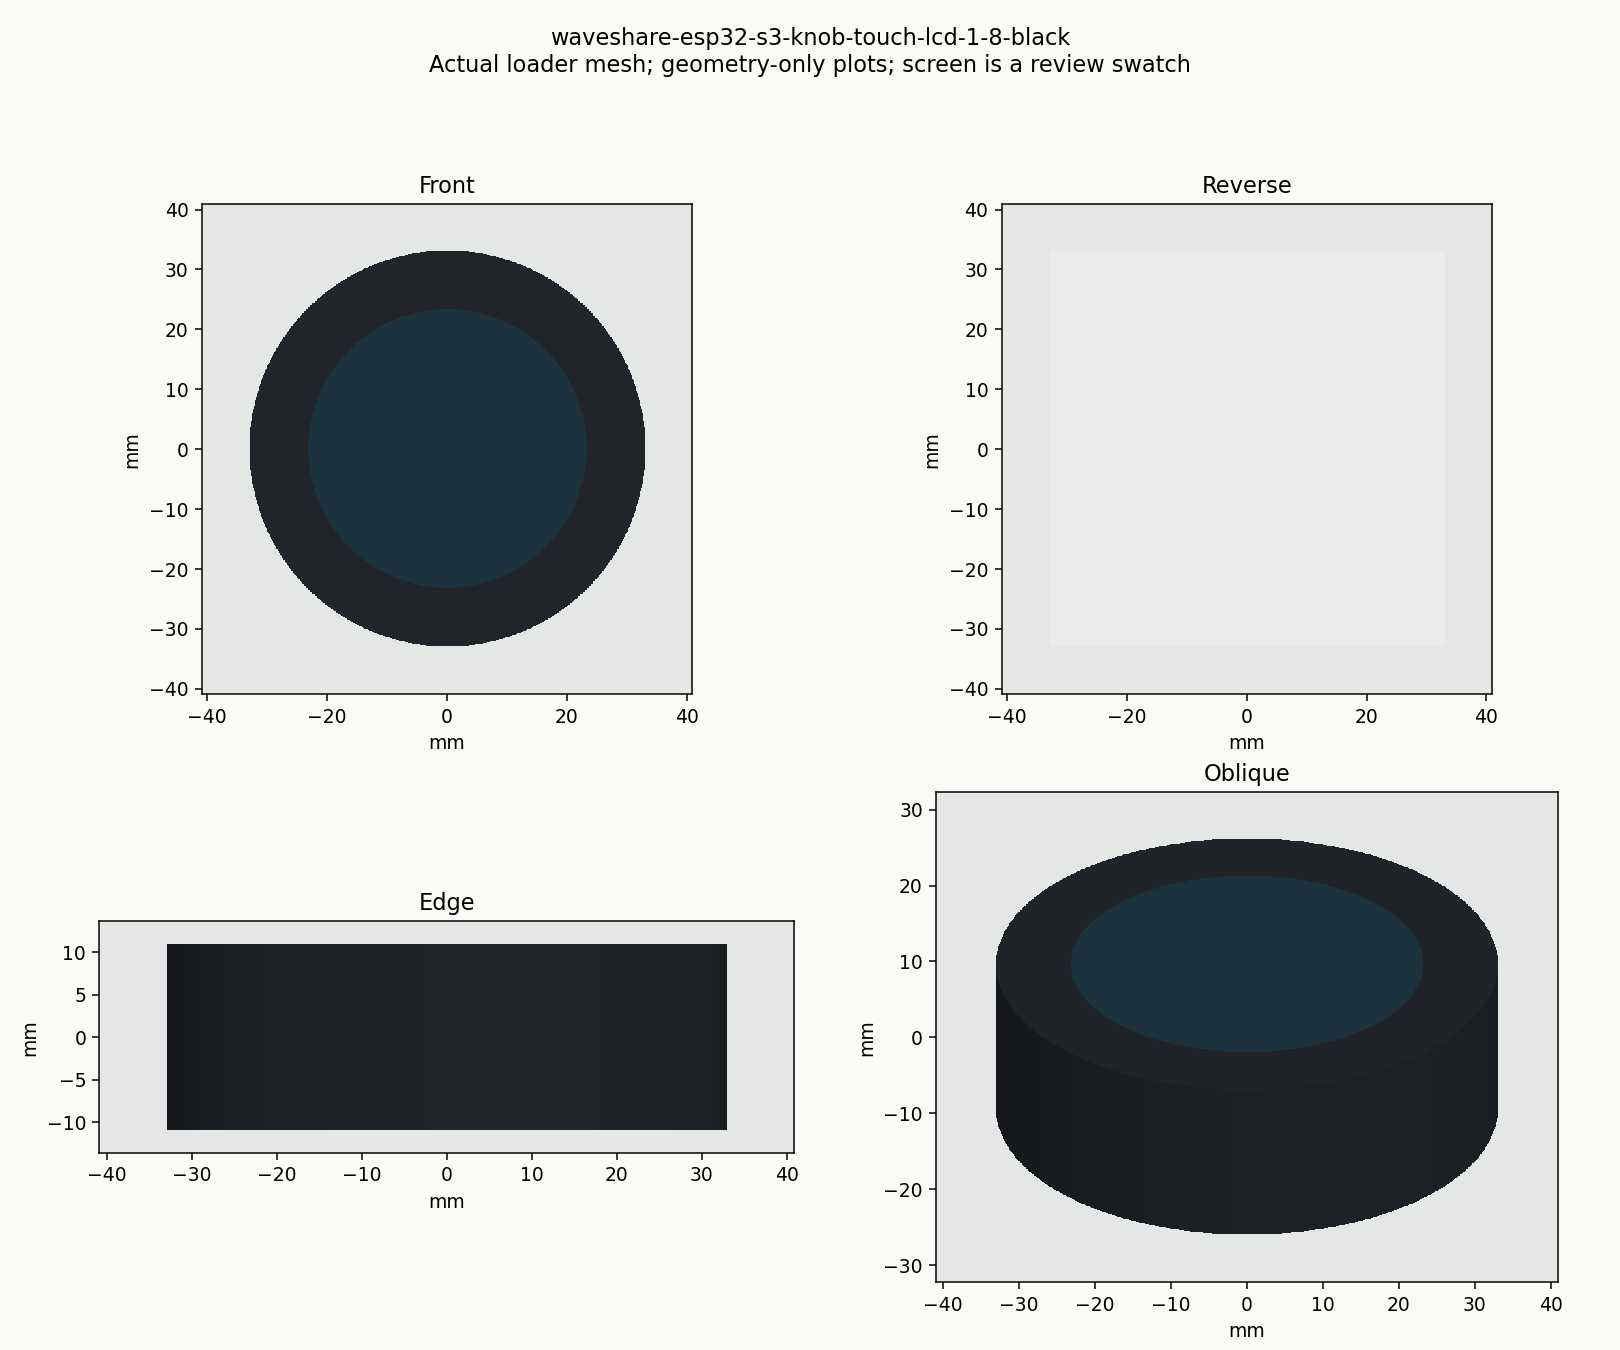 waveshare-esp32-s3-knob-touch-lcd-1-8-black
Actual loader mesh; geometry-only plots; screen is a review swatch
Front
40
30
20
10
0
−10
−20
−30
−40
mm
−40 −20 0 20 40
mm
Reverse
40
30
20
10
0
−10
−20
−30
−40
mm
−40 −20 0 20 40
mm
Edge
10
5
0
−5
−10
mm
−40 −30 −20 −10 0 10 20 30 40
mm
Oblique
30
20
10
0
−10
−20
−30
mm
−40 −30 −20 −10 0 10 20 30 40
mm